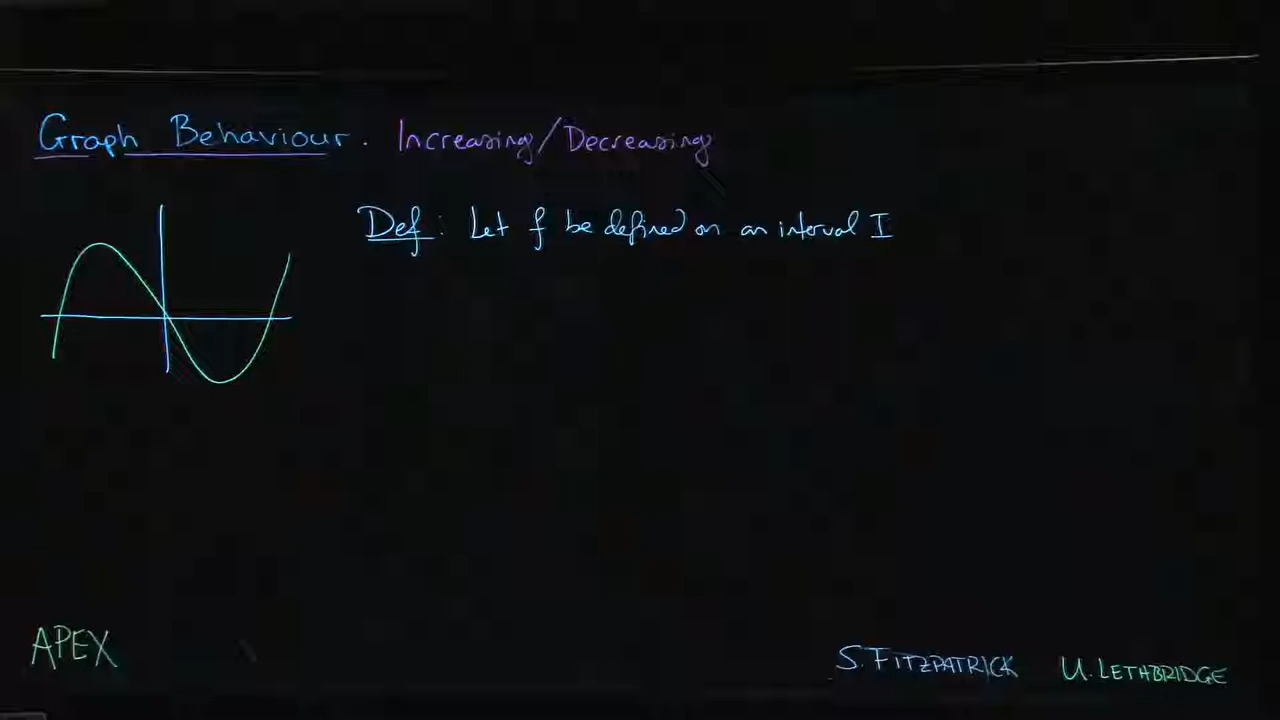 Graph Behaviour. Increasing/Decreasing
Def: Let f be defined on an interval I
APEX
S. FITZPATRICK U. LETHBRIDGE